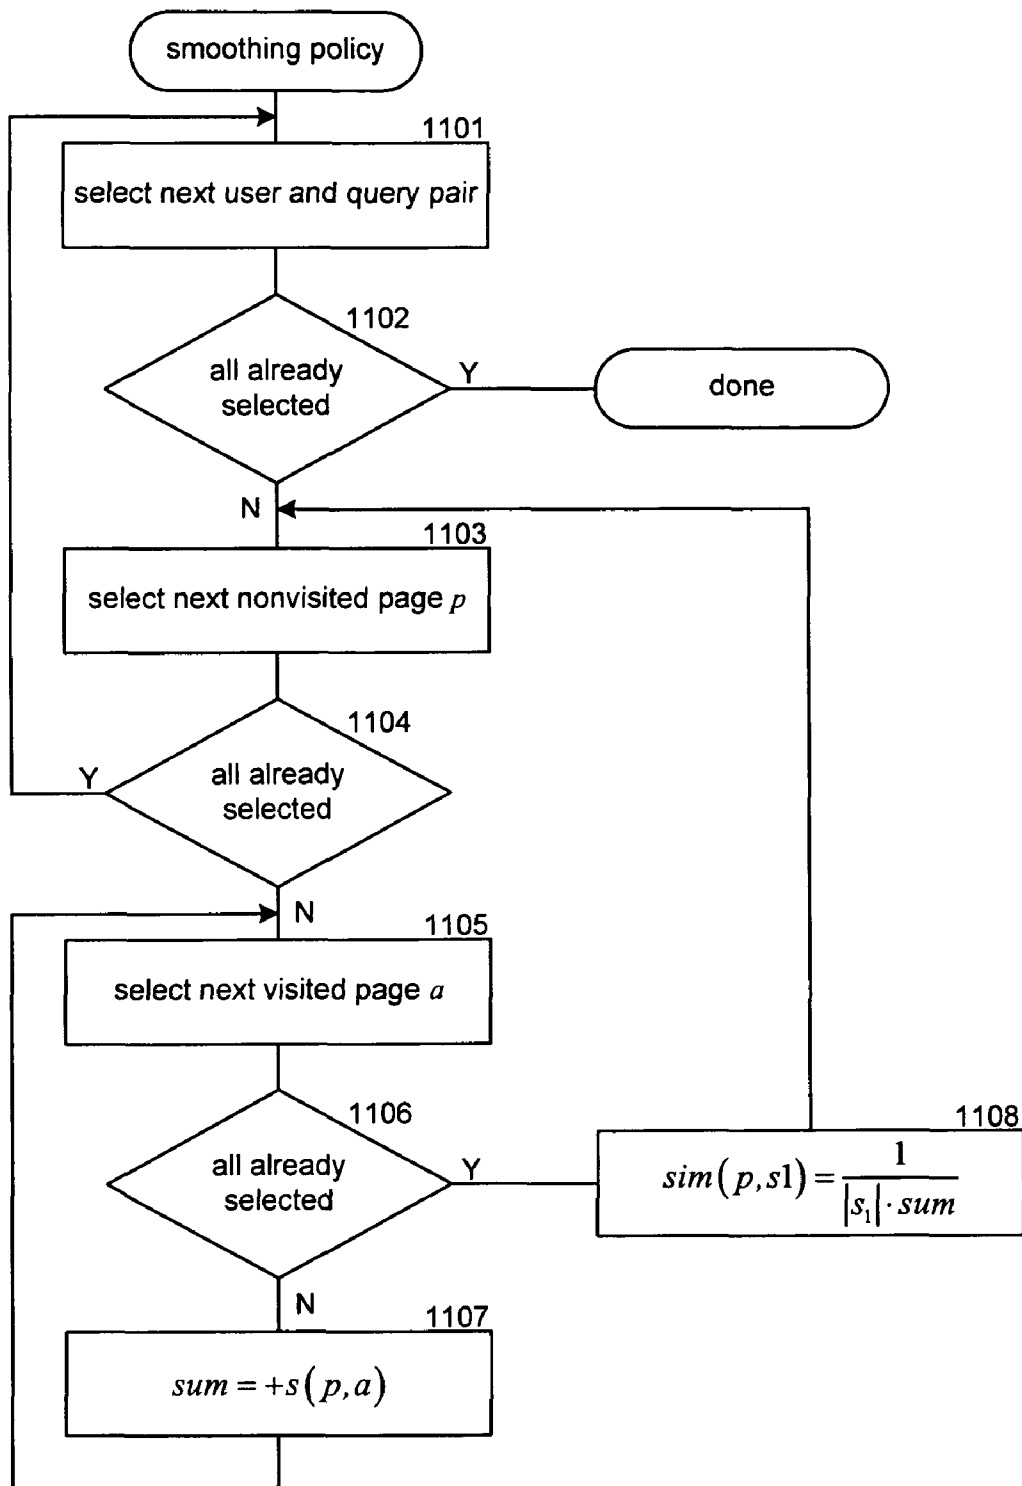 smoothing policy
1101
select next user and query pair
1102
all already
selected
Y
done
N
1103
select next nonvisited page p
1104
all already
selected
Y
N
1105
select next visited page a
1106
all already
selected
Y
1108
sim(p,s1) = 1 / |s₁| · sum
N
1107
sum = +s(p,a)